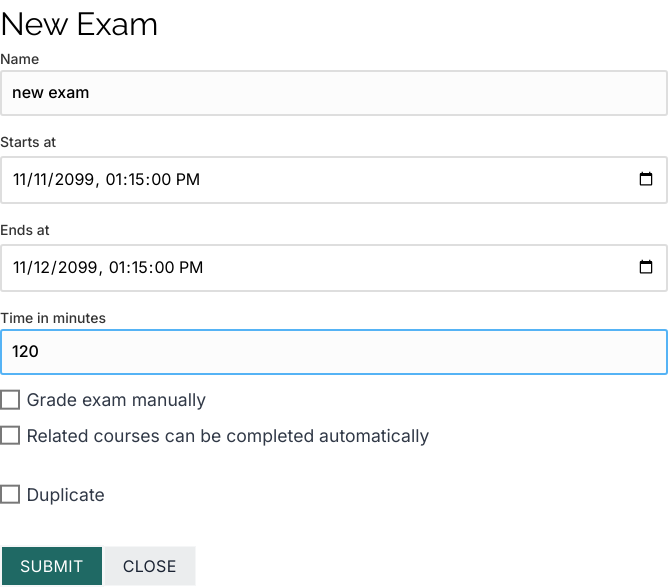 New Exam
Name
new exam
Starts at
11/11/2099, 01:15:00 PM
Ends at
11/12/2099, 01:15:00 PM
Time in minutes
120
Grade exam manually
Related courses can be completed automatically
Duplicate
SUBMIT CLOSE